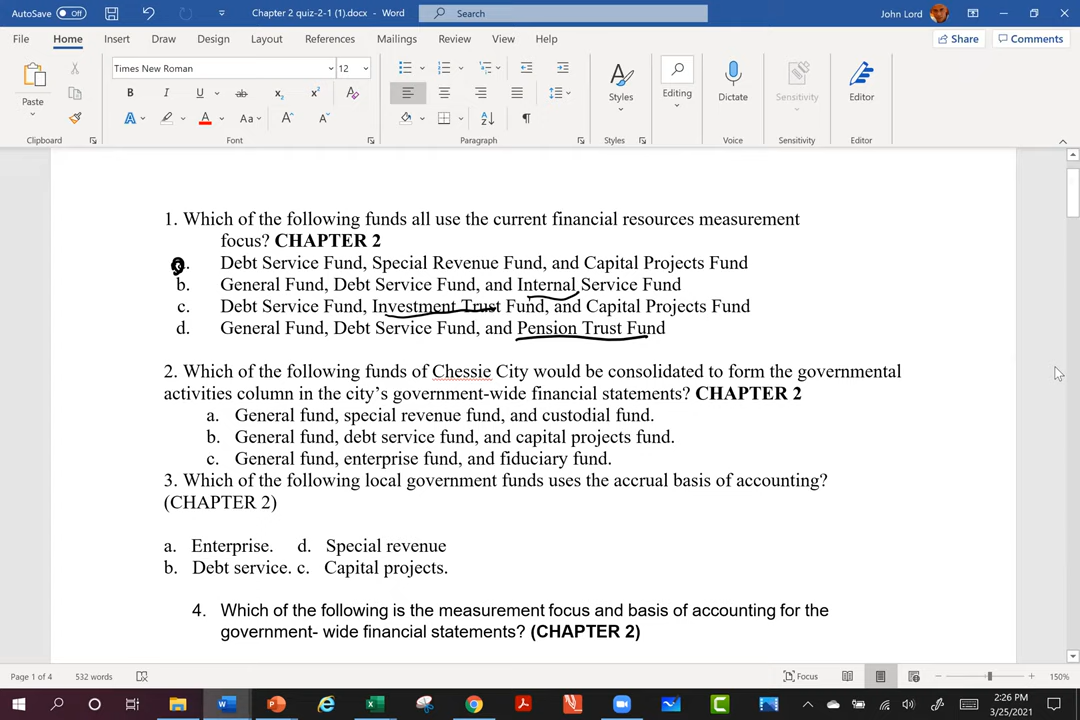 AutoSave Off Chapter 2 quiz-2-1 (1).docx - Word Search John Lord
File Home Insert Draw Design Layout References Mailings Review View Help Share Comments
Times New Roman 12
Paste B I U ab x₂ x² A Aa A A Styles Editing Dictate Sensitivity Editor
Clipboard Font Paragraph Styles Voice Sensitivity Editor
1. Which of the following funds all use the current financial resources measurement
focus? CHAPTER 2
a. Debt Service Fund, Special Revenue Fund, and Capital Projects Fund
b. General Fund, Debt Service Fund, and Internal Service Fund
c. Debt Service Fund, Investment Trust Fund, and Capital Projects Fund
d. General Fund, Debt Service Fund, and Pension Trust Fund
2. Which of the following funds of Chessie City would be consolidated to form the governmental
activities column in the city's government-wide financial statements? CHAPTER 2
a. General fund, special revenue fund, and custodial fund.
b. General fund, debt service fund, and capital projects fund.
c. General fund, enterprise fund, and fiduciary fund.
3. Which of the following local government funds uses the accrual basis of accounting?
(CHAPTER 2)
a. Enterprise. d. Special revenue
b. Debt service. c. Capital projects.
4. Which of the following is the measurement focus and basis of accounting for the
government- wide financial statements? (CHAPTER 2)
Page 1 of 4 532 words Focus 150%
2:26 PM
3/25/2021